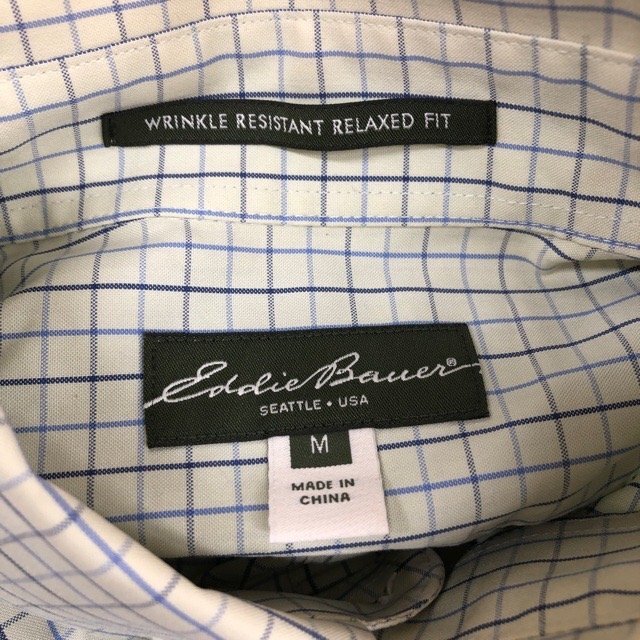 WRINKLE RESISTANT RELAXED FIT
Eddie Bauer®
SEATTLE • USA
M
MADE IN
CHINA